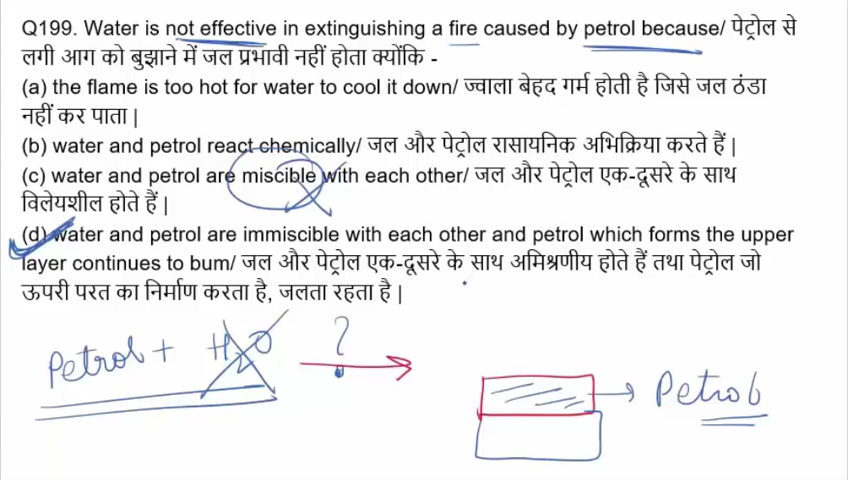 Q199. Water is not effective in extinguishing a fire caused by petrol because/ पेट्रोल से
लगी आग को बुझाने में जल प्रभावी नहीं होता क्योंकि -
(a) the flame is too hot for water to cool it down/ ज्वाला बेहद गर्म होती है जिसे जल ठंडा
नहीं कर पाता |
(b) water and petrol react chemically/ जल और पेट्रोल रासायनिक अभिक्रिया करते हैं |
(c) water and petrol are miscible with each other/ जल और पेट्रोल एक-दूसरे के साथ
विलेयशील होते हैं |
(d) water and petrol are immiscible with each other and petrol which forms the upper
layer continues to bum/ जल और पेट्रोल एक-दूसरे के साथ अमिश्रणीय होते हैं तथा पेट्रोल जो
ऊपरी परत का निर्माण करता है, जलता रहता है |
Petrol + H2O ?
Petrol